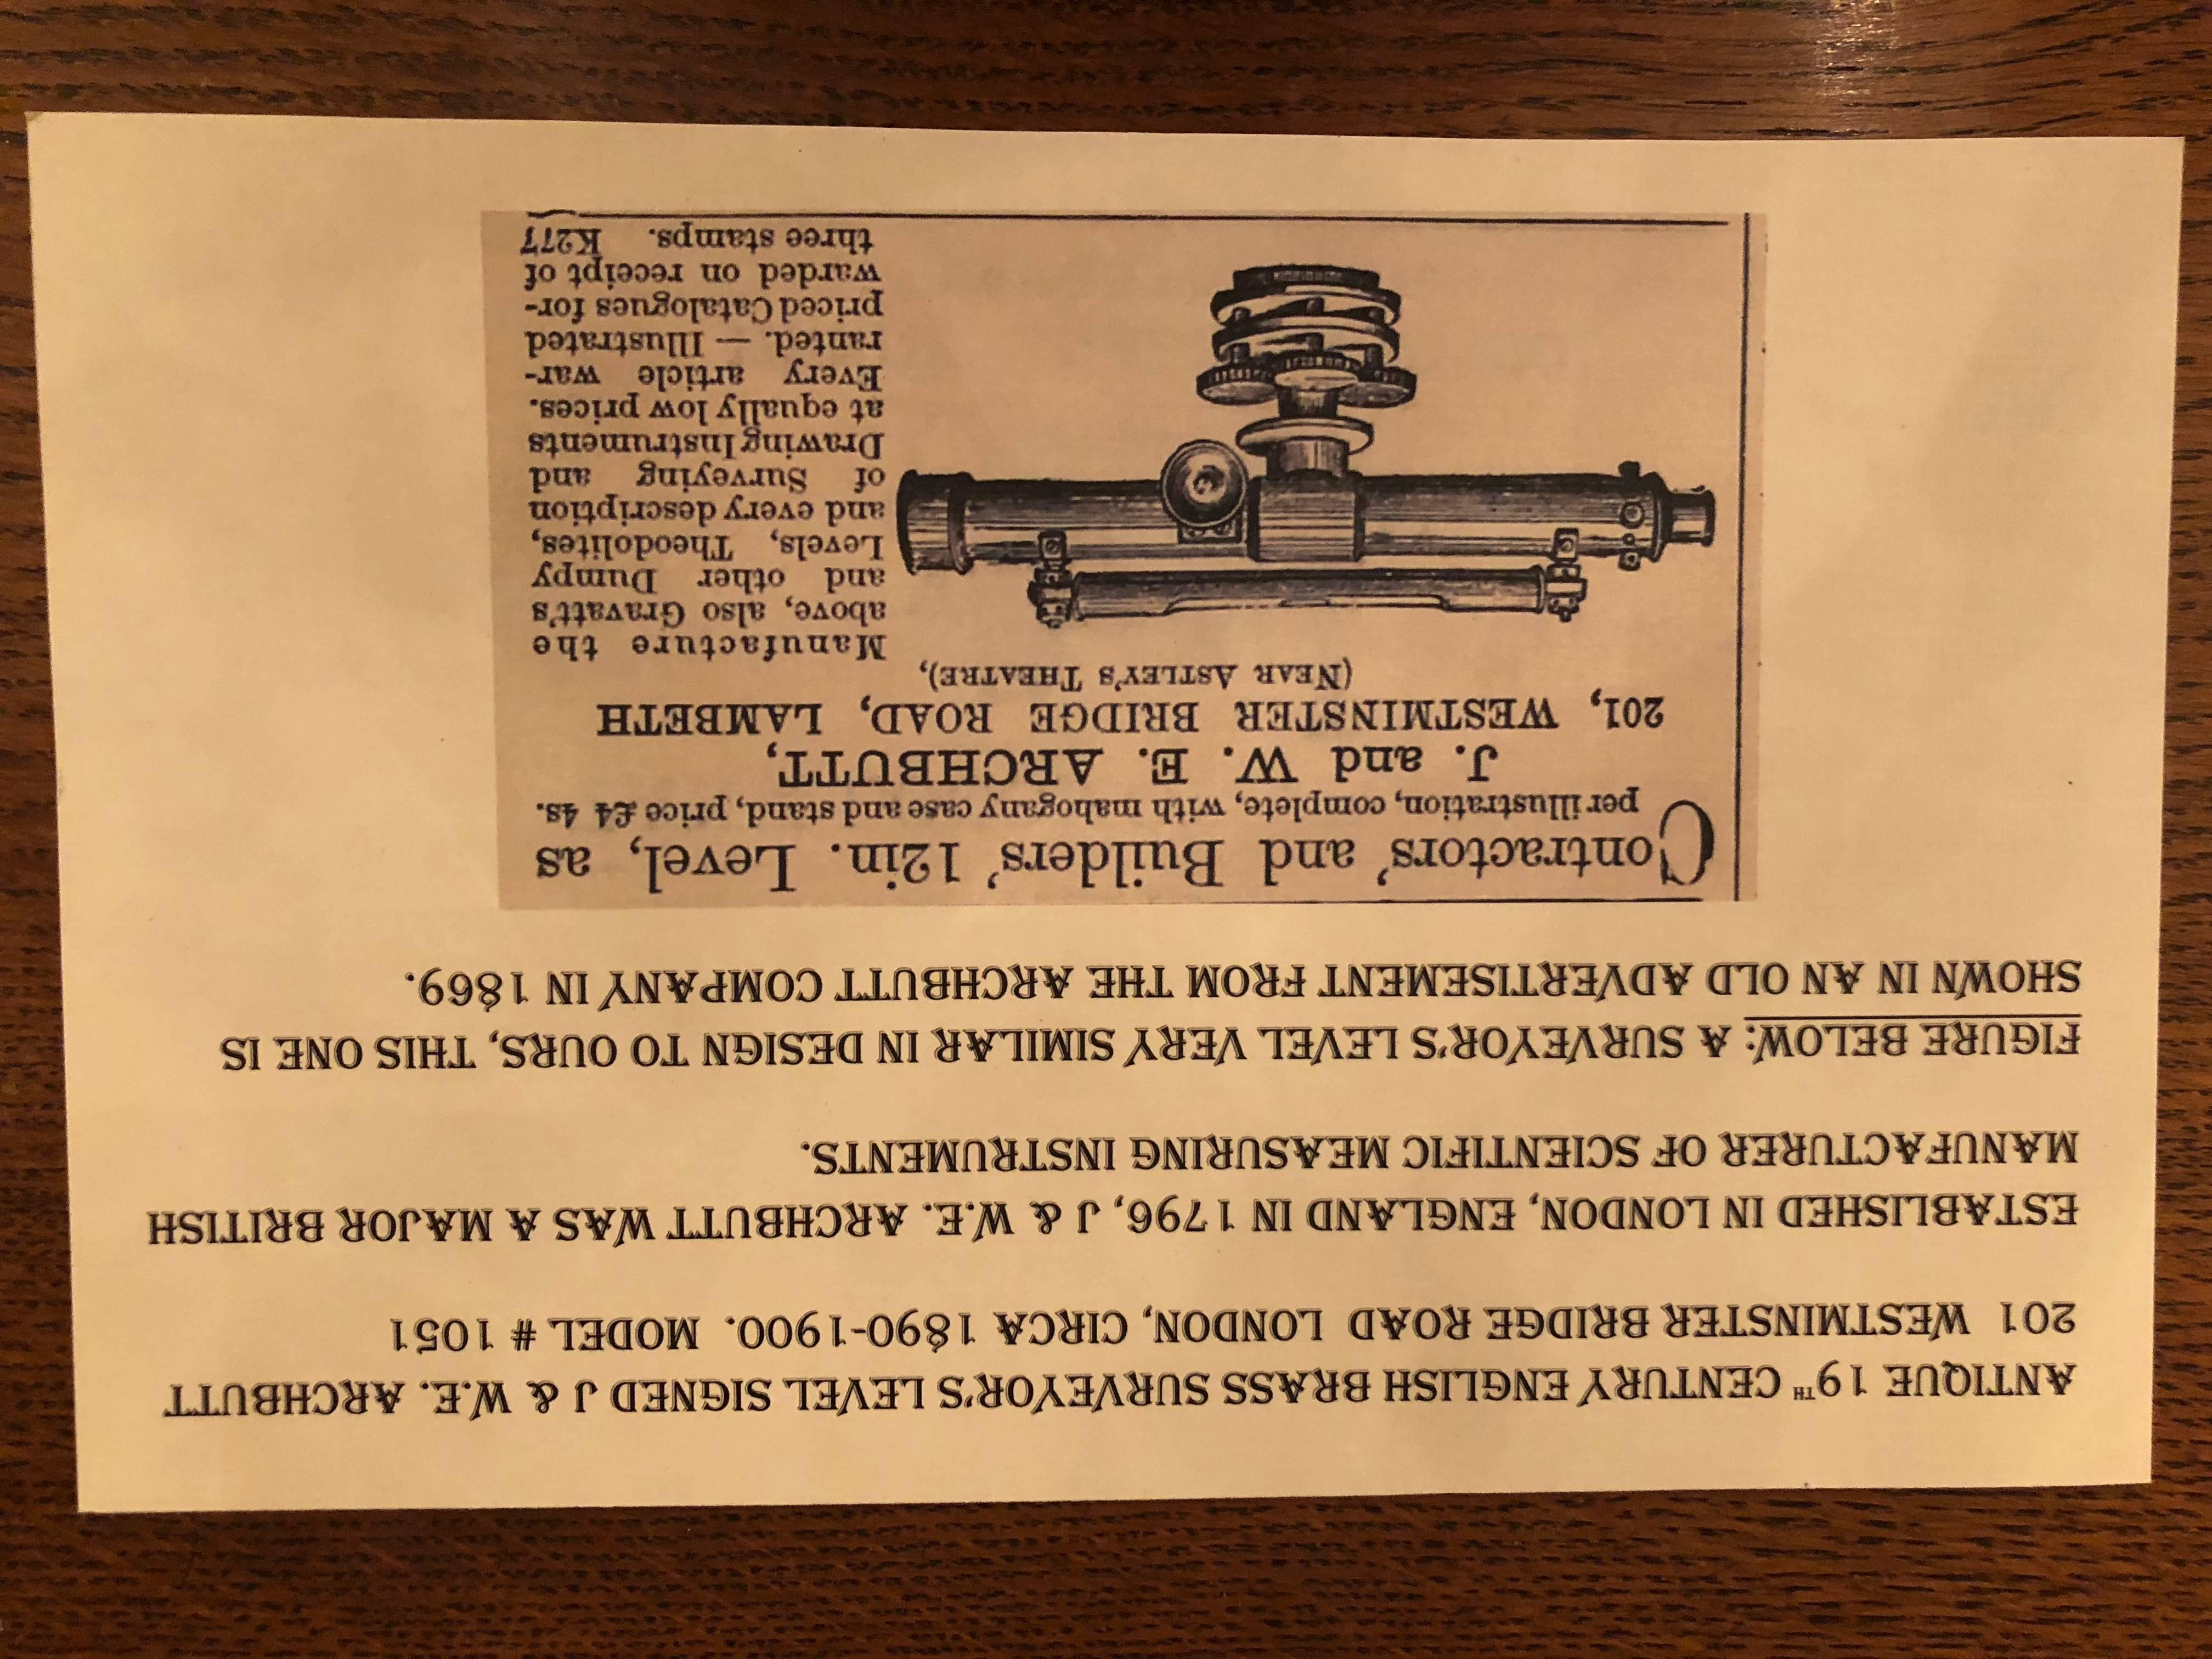 ANTIQUE 19TH CENTURY ENGLISH BRASS SURVEYOR'S LEVEL SIGNED J & W.E. ARCHBUTT
201 WESTMINSTER BRIDGE ROAD LONDON, CIRCA 1890-1900. MODEL # 1051
ESTABLISHED IN LONDON, ENGLAND IN 1796, J & W.E. ARCHBUTT WAS A MAJOR BRITISH
MANUFACTURER OF SCIENTIFIC MEASURING INSTRUMENTS.
FIGURE BELOW: A SURVEYOR'S LEVEL VERY SIMILAR IN DESIGN TO OURS, THIS ONE IS
SHOWN IN AN OLD ADVERTISEMENT FROM THE ARCHBUTT COMPANY IN 1869.
Contractors' and Builders' 12in. Level, as
per illustration, complete, with mahogany case and stand, price £4 4s.
J. and W. E. ARCHBUTT,
201, WESTMINSTER BRIDGE ROAD, LAMBETH
(NEAR ASTLEY'S THEATRE),
Manufacture the
above, also Gravatt's
and other Dumpy
Levels, Theodolites,
and every description
of Surveying and
Drawing Instruments
at equally low prices.
Every article war-
ranted. — Illustrated
priced Catalogues for-
warded on receipt of
three stamps. K277